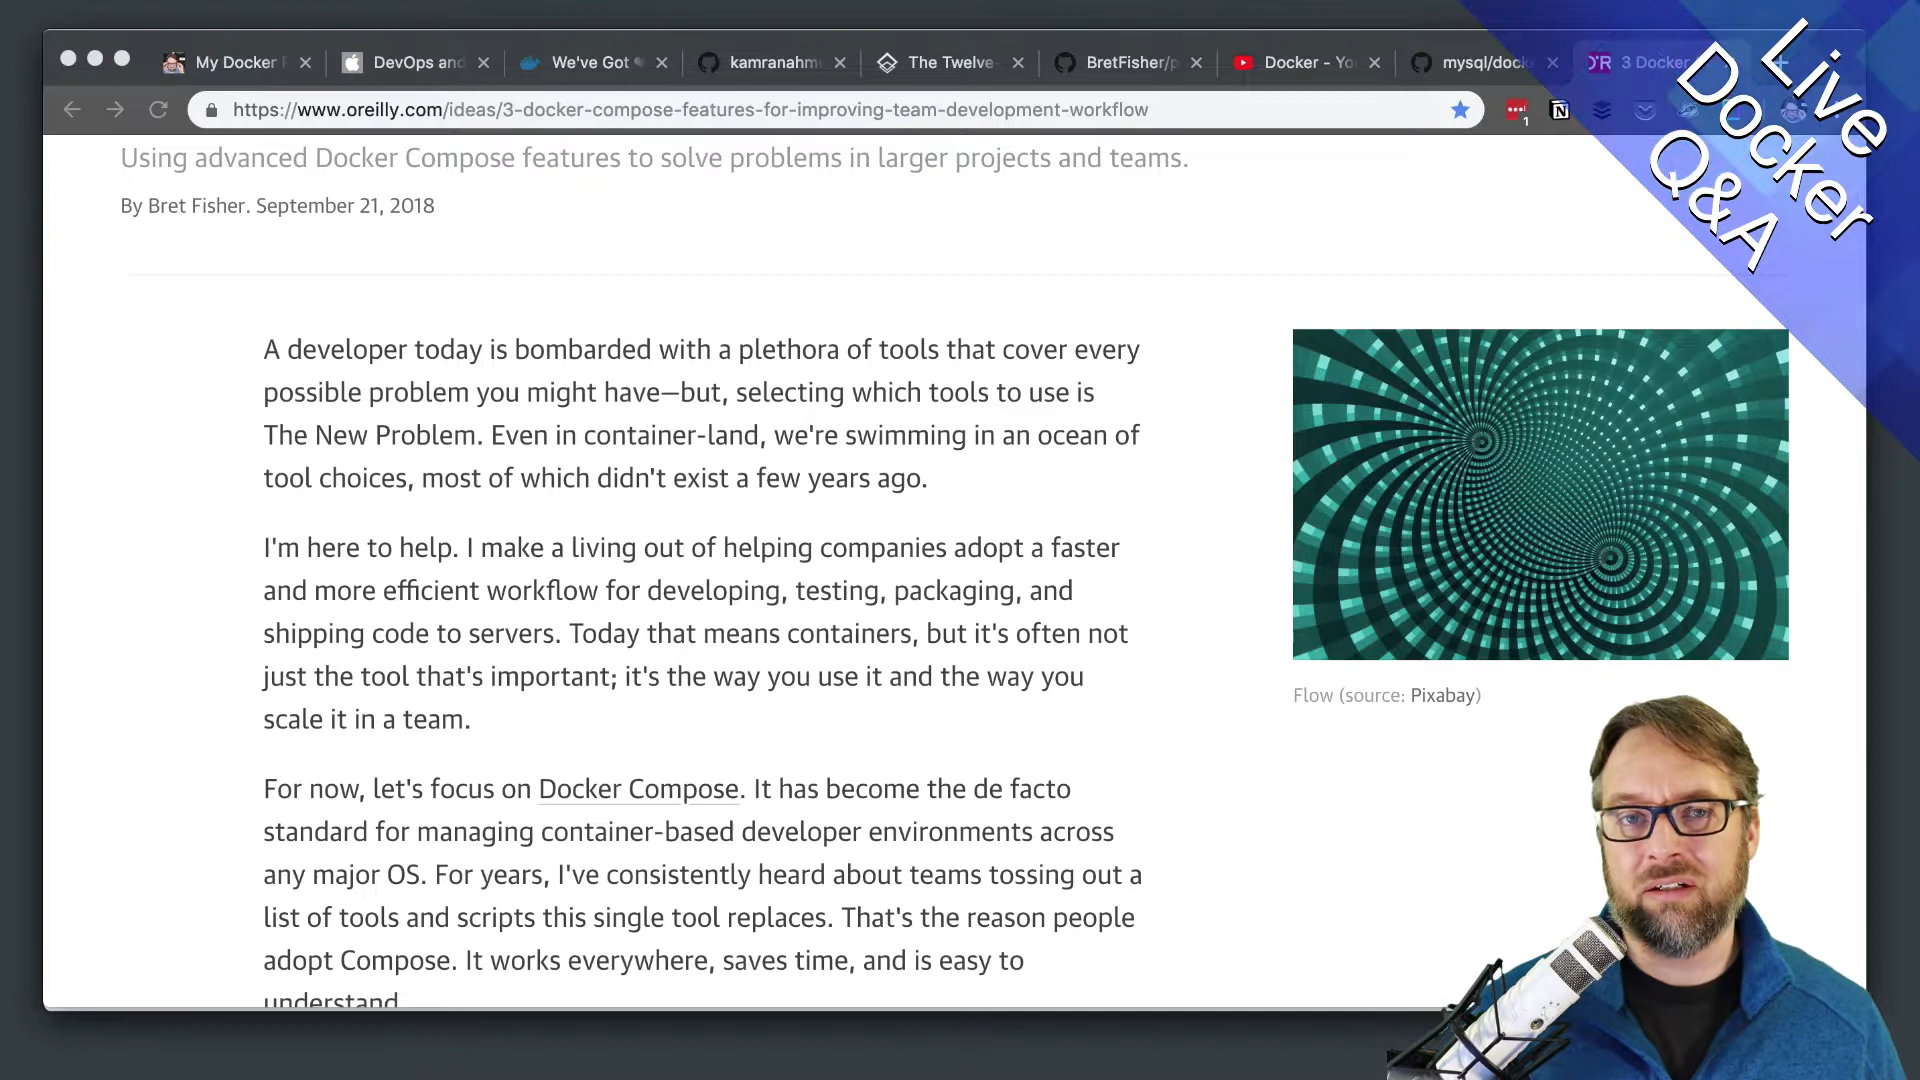 My Docker
DevOps and
We've Got
kamranahm
The Twelve-
BretFisher/p
Docker - Yo
mysql/docke
3 Docker
https://www.oreilly.com/ideas/3-docker-compose-features-for-improving-team-development-workflow
1
Live
Docker
Q&A
Using advanced Docker Compose features to solve problems in larger projects and teams.
By Bret Fisher. September 21, 2018
A developer today is bombarded with a plethora of tools that cover every
possible problem you might have—but, selecting which tools to use is
The New Problem. Even in container-land, we're swimming in an ocean of
tool choices, most of which didn't exist a few years ago.
I'm here to help. I make a living out of helping companies adopt a faster
and more efficient workflow for developing, testing, packaging, and
shipping code to servers. Today that means containers, but it's often not
just the tool that's important; it's the way you use it and the way you
scale it in a team.
For now, let's focus on Docker Compose. It has become the de facto
standard for managing container-based developer environments across
any major OS. For years, I've consistently heard about teams tossing out a
list of tools and scripts this single tool replaces. That's the reason people
adopt Compose. It works everywhere, saves time, and is easy to
understand.
Flow (source: Pixabay)